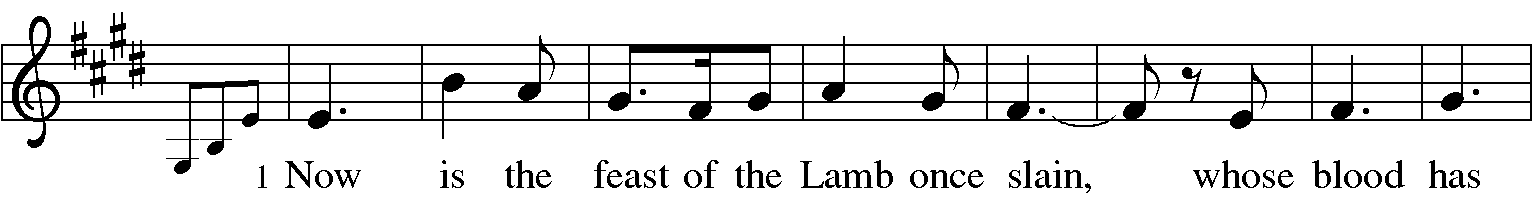 1 Now is the feast of the Lamb once slain, whose blood has